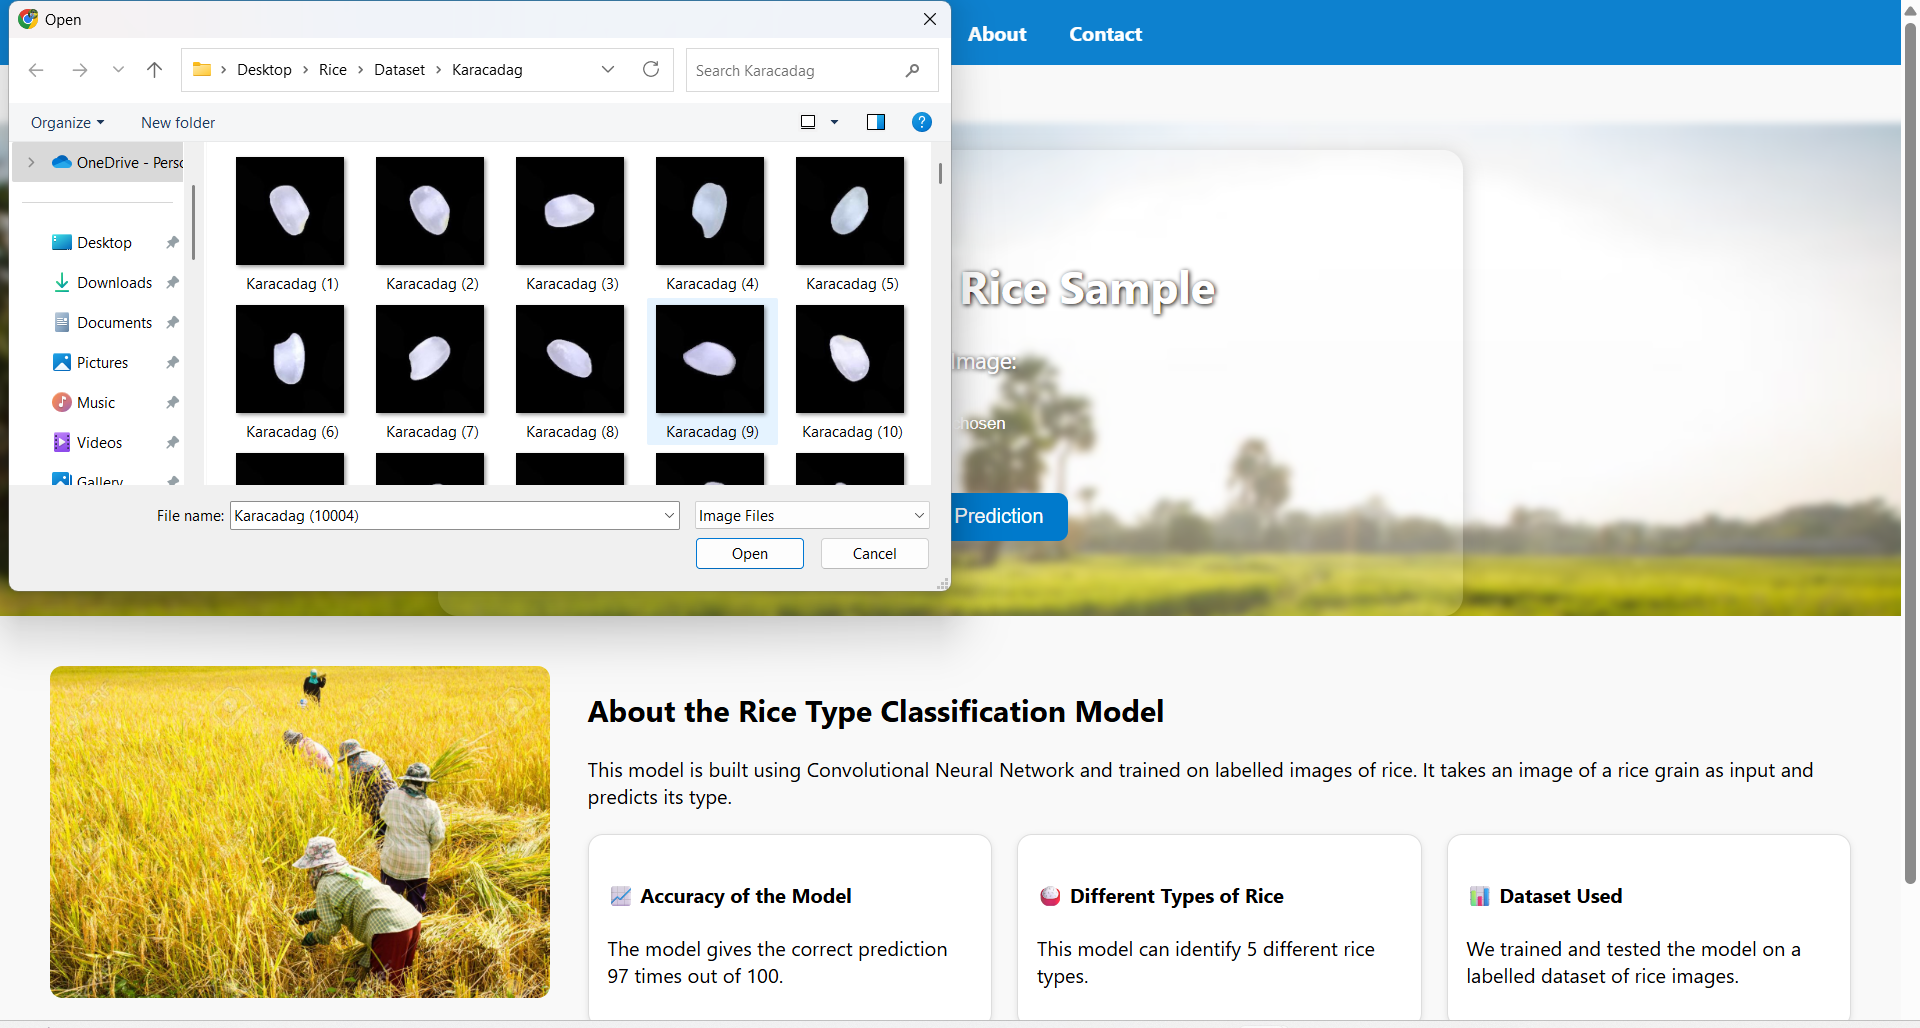 Open
About
Contact
Desktop > Rice > Dataset > Karacadag
Search Karacadag
Organize
New folder
?
OneDrive - Persc
Desktop
Downloads
Documents
Pictures
Music
Videos
Gallery
Karacadag (1)
Karacadag (2)
Karacadag (3)
Karacadag (4)
Karacadag (5)
Karacadag (6)
Karacadag (7)
Karacadag (8)
Karacadag (9)
Karacadag (10)
File name:
Karacadag (10004)
Image Files
Open
Cancel
Rice Sample
Image:
hosen
Prediction
About the Rice Type Classification Model
This model is built using Convolutional Neural Network and trained on labelled images of rice. It takes an image of a rice grain as input and
predicts its type.
Accuracy of the Model
The model gives the correct prediction
97 times out of 100.
Different Types of Rice
This model can identify 5 different rice
types.
Dataset Used
We trained and tested the model on a
labelled dataset of rice images.